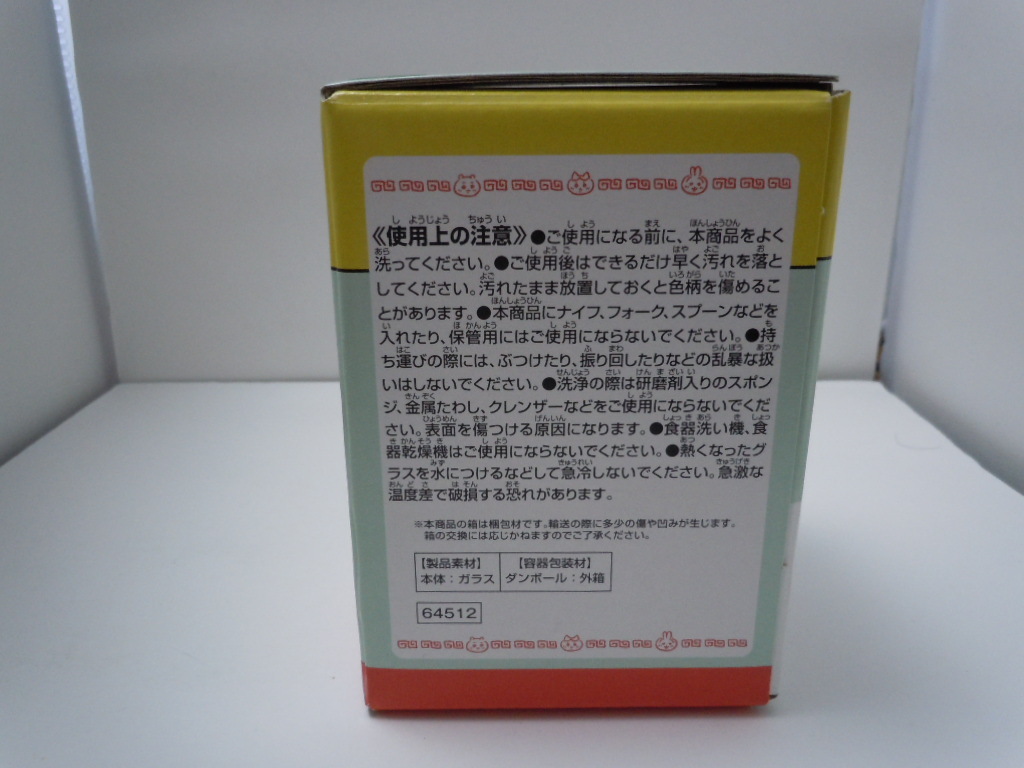 《使用上の注意》●ご使用になる前に、本商品をよく
洗ってください。●ご使用後はできるだけ早く汚れを落と
してください。汚れたまま放置しておくと色柄を傷めるこ
とがあります。●本商品にナイフ、フォーク、スプーンなどを
入れたり、保管用にはご使用にならないでください。●持
ち運びの際には、ぶつけたり、振り回したりなどの乱暴な扱
いはしないでください。●洗浄の際は研磨剤入りのスポン
ジ、金属たわし、クレンザーなどをご使用にならないでくだ
さい。表面を傷つける原因になります。●食器洗い機、食
器乾燥機はご使用にならないでください。●熱くなったグ
ラスを水につけるなどして急冷しないでください。急激な
温度差で破損する恐れがあります。
※本商品の箱は梱包材です。輸送の際に多少の傷や凹みが生じます。
箱の交換には応じかねますのでご了承ください。
【製品素材】 【容器包装材】
本体：ガラス ダンボール：外箱
64512